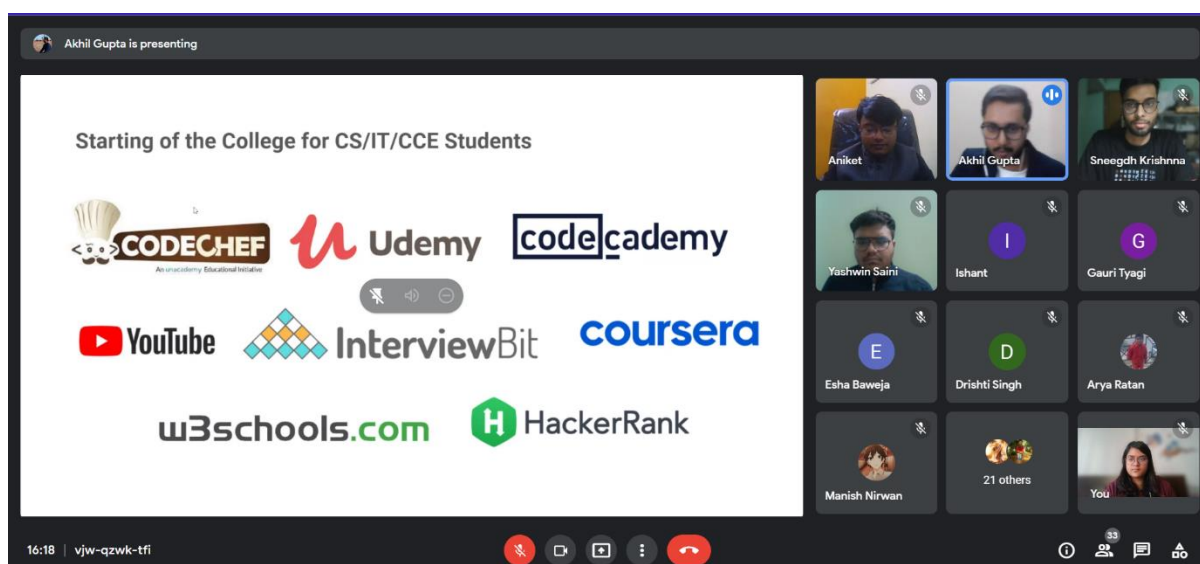 Akhil Gupta is presenting
Starting of the College for CS/IT/CCE Students
CODECHEF
An unacademy Educational Initiative
Udemy
codecademy
YouTube
InterviewBit
coursera
w3schools.com
HackerRank
Aniket
Akhil Gupta
Sneegdh Krishnna
Yashwin Saini
I
Ishant
G
Gauri Tyagi
E
Esha Baweja
D
Drishti Singh
Arya Ratan
Manish Nirwan
21 others
You
16:18 | vjw-qzwk-tfi
33